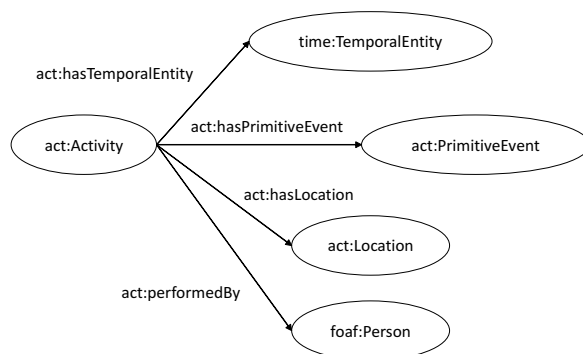 time:TemporalEntity
act:hasTemporalEntity
act:hasPrimitiveEvent
act:Activity
act:PrimitiveEvent
act:hasLocation
act:Location
act:performedBy
foaf:Person